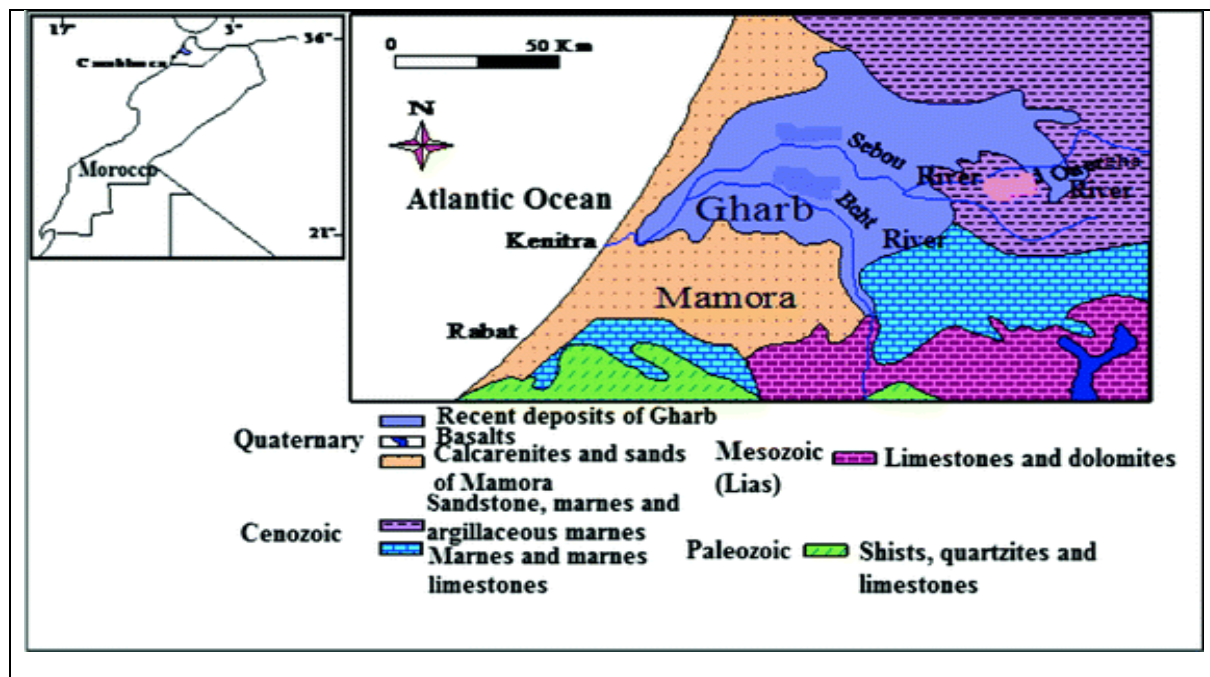 17"
3"
36"
Casablanca
Morocco
21"
0
50 Km
N
Atlantic Ocean
Kenitra
Rabat
Sebou
River
River
Gharb
Beht
River
Mamora
Quaternary
Recent deposits of Gharb
Basalts
Calcarenites and sands
of Mamora
Cenozoic
Sandstone, marnes and
argillaceous marnes
Marnes and marnes
limestones
Mesozoic
(Lias)
Limestones and dolomites
Paleozoic
Shists, quartzites and
limestones